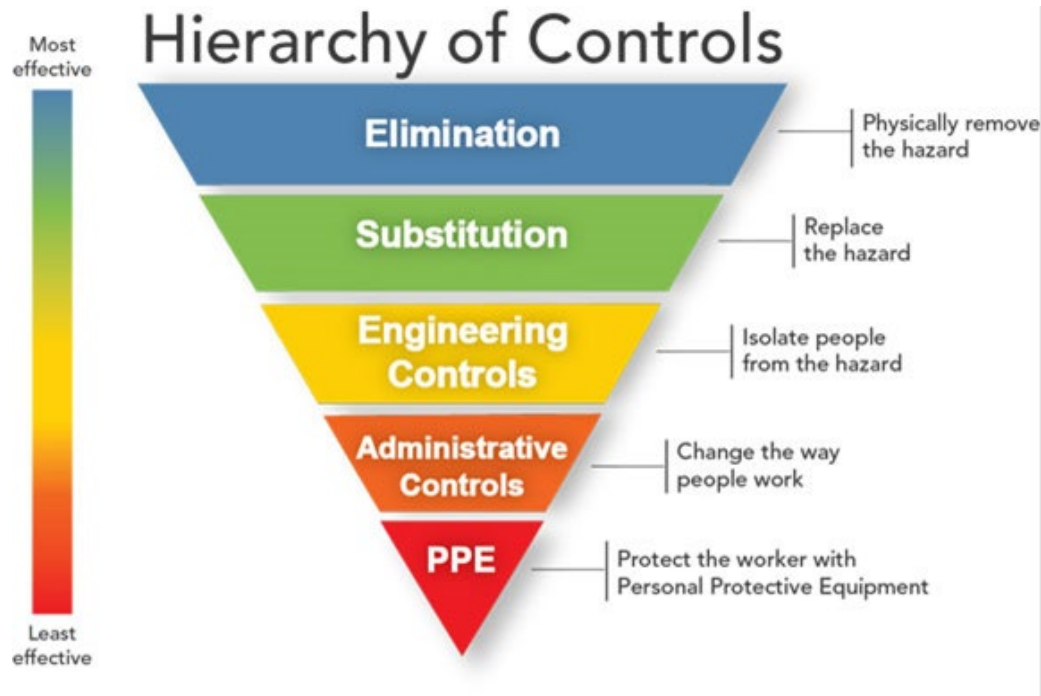 Hierarchy of Controls
Most
effective
Elimination
Physically remove
the hazard
Substitution
Replace
the hazard
Engineering
Controls
Isolate people
from the hazard
Administrative
Controls
Change the way
people work
PPE
Protect the worker with
Personal Protective Equipment
Least
effective